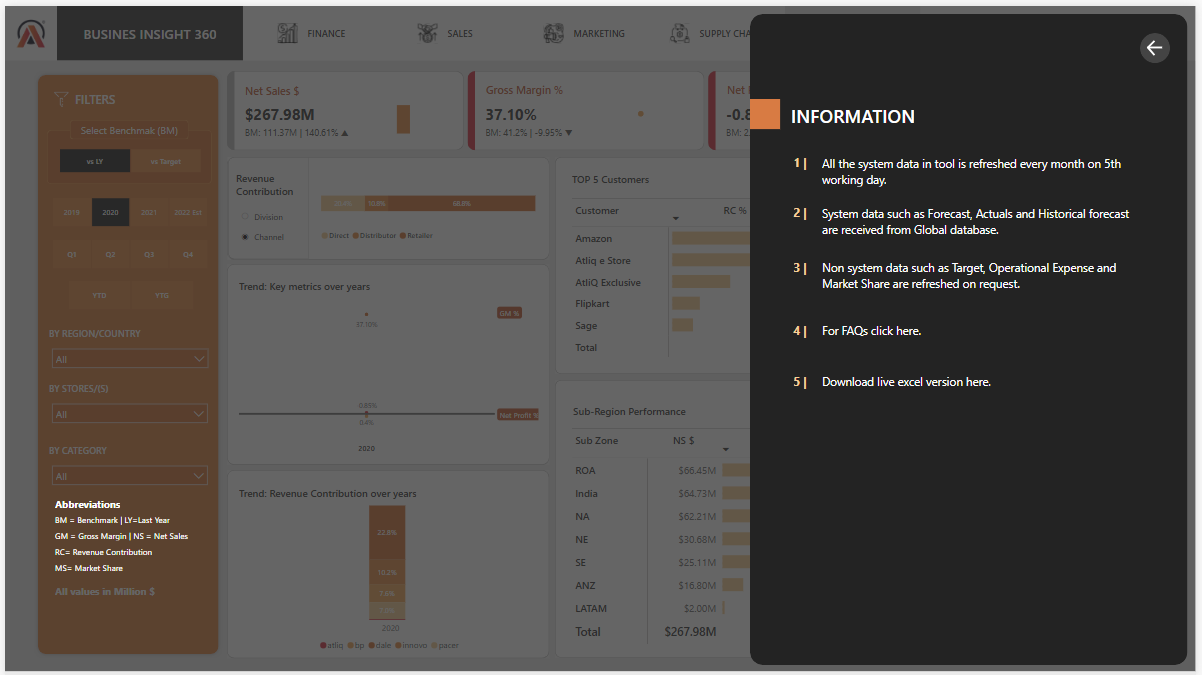 BUSINES INSIGHT 360
FINANCE
SALES
MARKETING
SUPPLY CHA
FILTERS
Select Benchmak (BM)
vs LY
vs Target
2019
2020
2021
2022 Est
Q1
Q2
Q3
Q4
YTD
YTG
BY REGION/COUNTRY
All
BY STORES/(S)
All
BY CATEGORY
All
Abbreviations
BM = Benchmark | LY=Last Year
GM = Gross Margin | NS = Net Sales
RC= Revenue Contribution
MS= Market Share
All values in Million $
Net Sales $
$267.98M
BM: 111.37M | 140.61% ▲
Gross Margin %
37.10%
BM: 41.2% | -9.95% ▼
Net
-0.8
BM: 2.
Revenue
Contribution
Division
Channel
10.8%
68.8%
Direct
Distributor
Retailer
Trend: Key metrics over years
GM %
37.10%
0.85%
0.4%
Net Profit %
2020
Trend: Revenue Contribution over years
22.8%
10.2%
7.6%
2020
atliq
bp
dale
innovo
pacer
TOP 5 Customers
Customer
RC %
Amazon
Atliq e Store
AtliQ Exclusive
Flipkart
Sage
Total
Sub-Region Performance
Sub Zone
NS $
ROA
$66.45M
India
$64.73M
NA
$62.21M
NE
$30.68M
SE
$25.11M
ANZ
$16.80M
LATAM
$2.00M
Total
$267.98M
INFORMATION
1 | All the system data in tool is refreshed every month on 5th
working day.
2 | System data such as Forecast, Actuals and Historical forecast
are received from Global database.
3 | Non system data such as Target, Operational Expense and
Market Share are refreshed on request.
4 | For FAQs click here.
5 | Download live excel version here.